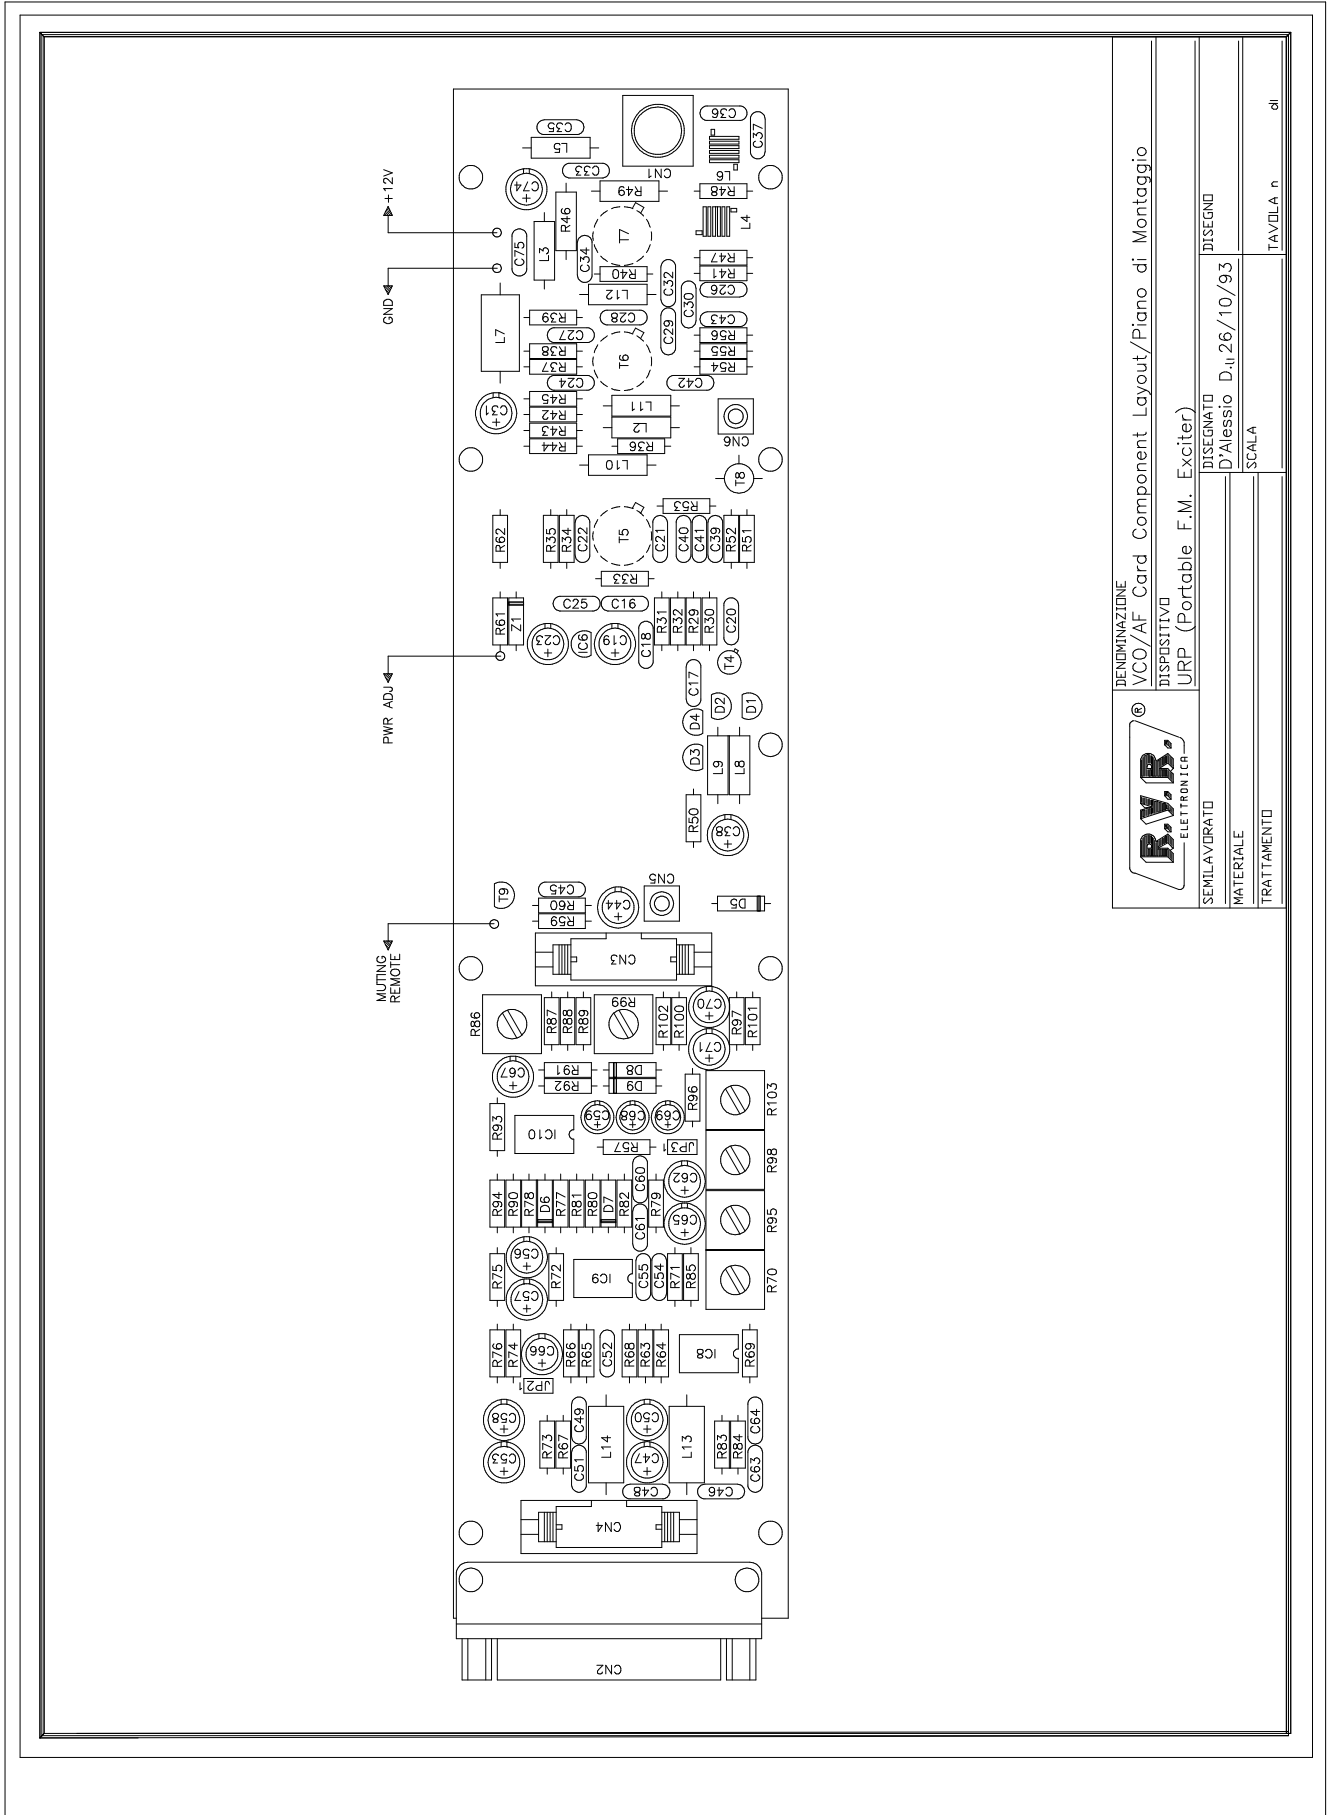 C36
C35
C37
L5
CN1
C33
L6
C74
R49
R48
+12V
R46
T7
L4
C75
L3
C34
R47
R41
R40
C32
C26
GND
L12
C30
L7
R39
C28
C29
C43
C27
R56
R38
R55
R37
T6
R54
C24
C42
R45
L11
C31
R42
R43
L2
CN6
R44
R36
L10
T8
R53
R62
R35
R34
C22
T5
C21
C40
C41
C39
R52
R51
R33
C25
C16
R61
Z1
C23
IC6
C19
C18
R31
R32
R29
R30
C20
T4
PWR ADJ
C17
D4
D2
D1
D3
L9
L8
R50
C38
T9
C45
R60
R59
C44
CN5
D5
MUTING
REMOTE
CN3
R86
R87
R88
R89
R99
R102
R100
C70
C71
R97
R101
C67
R91
R92
D8
D9
R96
R103
R93
IC10
C59
C68
C69
R57
JP3
1
R98
R94
R90
R78
D6
R77
R81
R80
D7
R82
C60
C61
R79
C62
C65
R95
R75
C56
C57
R72
IC9
C55
C54
R71
R85
R70
R76
R74
C66
R66
R65
C52
R68
R63
R64
IC8
R69
JP2
1
C58
C53
R73
R67
C49
C51
L14
C50
C47
L13
R83
R84
C64
C63
C48
C46
CN4
CN2
R.V.R.
®
ELETTRONICA
DENOMINAZIONE
VCO/AF Card Component Layout/Piano di Montaggio
DISPOSITIVO
URP (Portable F.M. Exciter)
SEMILAVORATO
MATERIALE
TRATTAMENTO
DISEGNATO
D'Alessio D.
lì 26/10/93
DISEGNO
SCALA
TAVOLA n
di